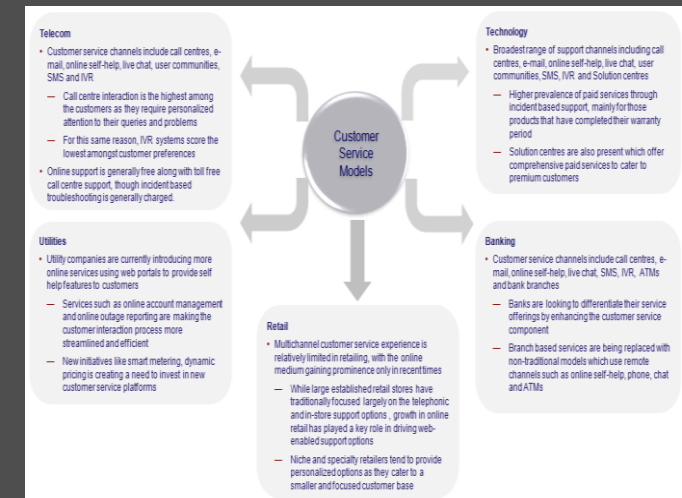 Telecom
• Customer service channels include call centres, e-
mail, online self-help, live chat, user communities,
SMS and IVR
— Call centre interaction is the highest among
the customers as they require personalized
attention to their queries and problems
— For this same reason, IVR systems score the
lowest amongst customer preferences
• Online support is generally free along with toll free
call centre support, though incident based
troubleshooting is generally charged.
Technology
• Broadest range of support channels including call
centres, e-mail, online self-help, live chat, user
communities, SMS, IVR and Solution centres
— Higher prevalence of paid services through
incident based support, mainly for those
products that have completed their warranty
period
— Solution centres are also present which offer
comprehensive paid services to cater to
premium customers
Customer
Service
Models
Utilities
• Utility companies are currently introducing more
online services using web portals to provide self
help features to customers
— Services such as online account management
and online outage reporting are making the
customer interaction process more
streamlined and efficient
— New initiatives like smart metering, dynamic
pricing is creating a need to invest in new
customer service platforms
Banking
• Customer service channels include call centres, e-
mail, online self-help, live chat, SMS, IVR, ATMs
and bank branches
— Banks are looking to differentiate their service
offerings by enhancing the customer service
component
— Branch based services are being replaced with
non-traditional models which use remote
channels such as online self-help, phone, chat
and ATMs
Retail
• Multichannel customer service experience is
relatively limited in retailing, with the online
medium gaining prominence only in recent times
— While large established retail stores have
traditionally focused largely on the telephonic
and in-store support options , growth in online
retail has played a key role in driving web-
enabled support options
— Niche and specialty retailers tend to provide
personalized options as they cater to a
smaller and focused customer base